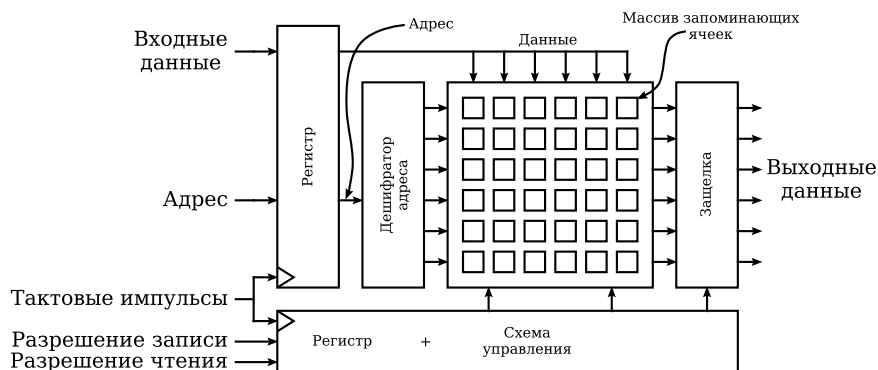 Массив запоминающих
ячеек
Адрес
Данные
Входные
данные
Регистр
Дешифратор
адреса
Защелка
Выходные
данные
Адрес
Тактовые импульсы
Разрешение записи
Разрешение чтения
Регистр + Схема
управления